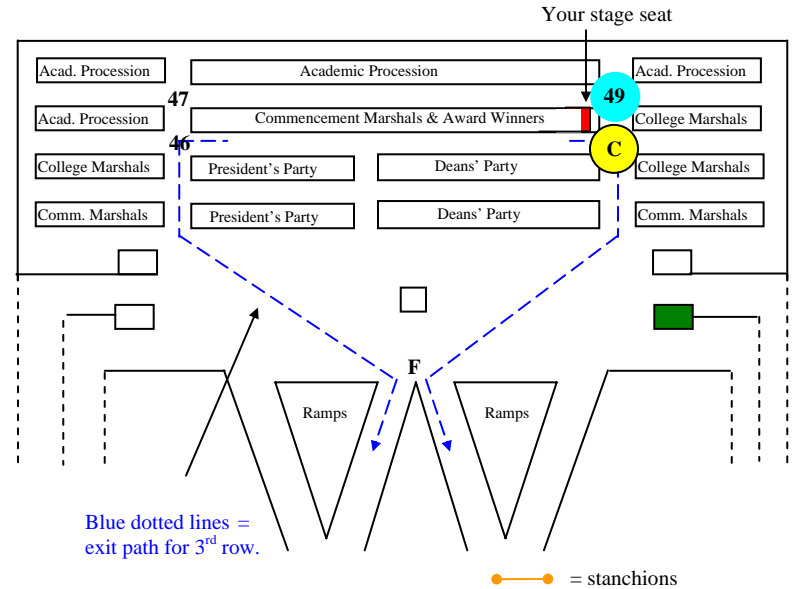 Your stage seat
Acad. Procession
Academic Procession
Acad. Procession
47
49
Acad. Procession
Commencement Marshals & Award Winners
College Marshals
46
C
College Marshals
President's Party
Deans' Party
College Marshals
Comm. Marshals
President's Party
Deans' Party
Comm. Marshals
F
Ramps
Ramps
Blue dotted lines =
exit path for 3rd row.
= stanchions